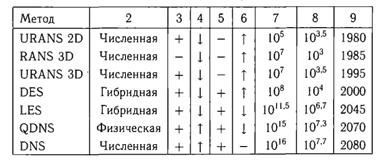 Метод 2 3 4 5 6 7 8 9
URANS 2D Численная + ↓ − ↑ 10^5 10^3,5 1980
RANS 3D Численная − ↓ − ↑ 10^7 10^3 1985
URANS 3D Численная + ↓ − ↑ 10^7 10^3,5 1995
DES Гибридная + ↓ + ↑ 10^8 10^4 2000
LES Гибридная + ↓ + ↓ 10^11,5 10^6,7 2045
QDNS Физическая + ↑ + ↓ 10^15 10^7,3 2070
DNS Численная + ↑ + − 10^16 10^7,7 2080